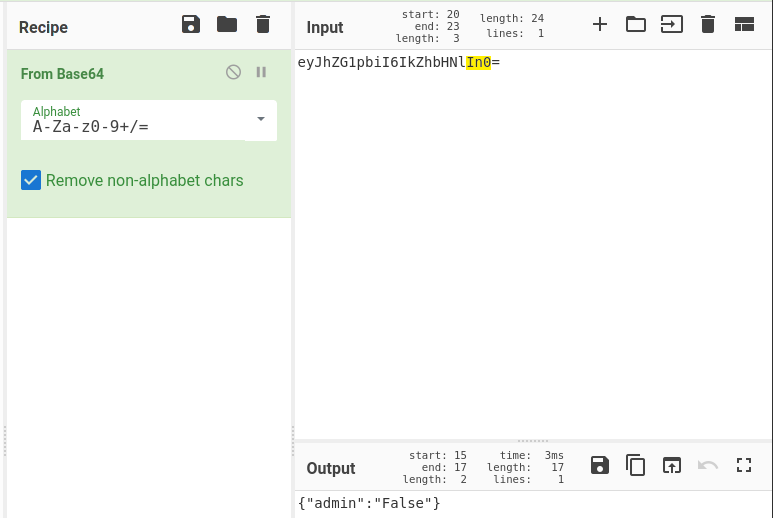 Recipe
From Base64
Alphabet
A-Za-z0-9+/=
Remove non-alphabet chars
Input
start: 20
end: 23
length: 3
length: 24
lines: 1
eyJhZG1pbiI6IkZhbHNlIn0=
Output
start: 15
end: 17
length: 2
time: 3ms
length: 17
lines: 1
{"admin":"False"}